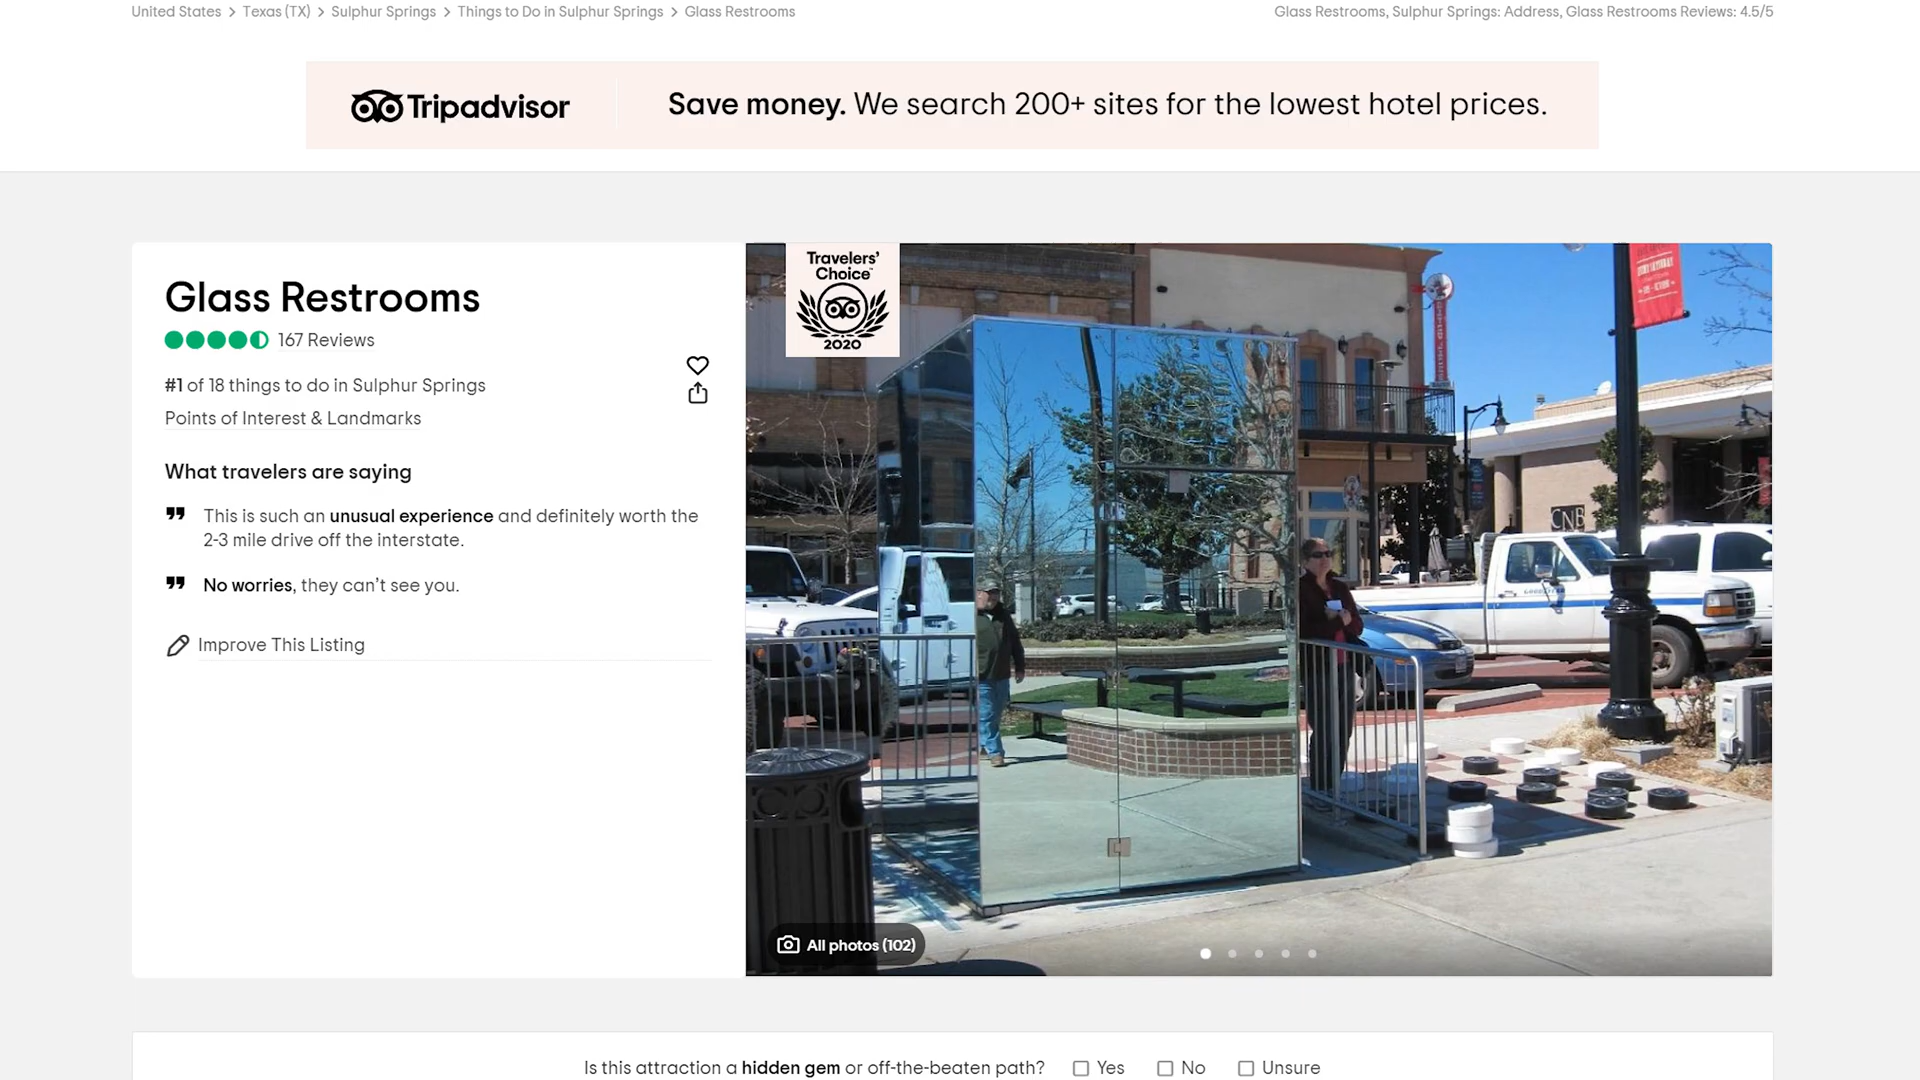 United States > Texas (TX) > Sulphur Springs > Things to Do in Sulphur Springs > Glass Restrooms
Glass Restrooms, Sulphur Springs: Address, Glass Restrooms Reviews: 4.5/5
Tripadvisor
Save money. We search 200+ sites for the lowest hotel prices.
Glass Restrooms
167 Reviews
#1 of 18 things to do in Sulphur Springs
Points of Interest & Landmarks
What travelers are saying
This is such an unusual experience and definitely worth the
2-3 mile drive off the interstate.
No worries, they can’t see you.
Improve This Listing
Travelers’
Choice™
2020
CNB
All photos (102)
Is this attraction a hidden gem or off-the-beaten path?
Yes
No
Unsure